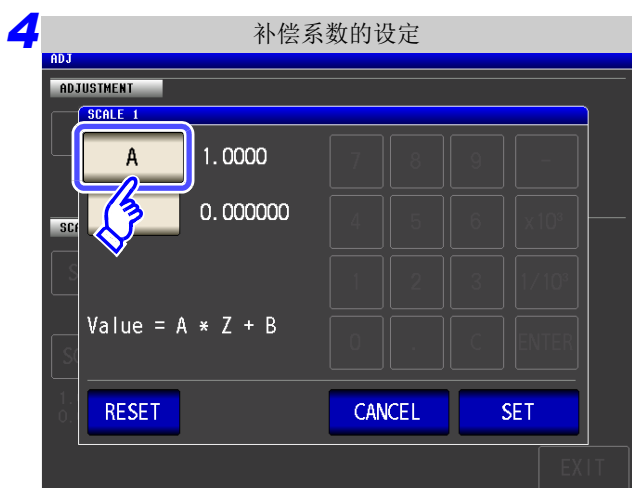 4
补偿系数的设定
ADJ
ADJUSTMENT
SCALE 1
A 1.0000
0.000000
7 8 9 -
4 5 6 ×10³
1 2 3 1/10³
0 . C ENTER
Value = A * Z + B
RESET CANCEL SET
EXIT